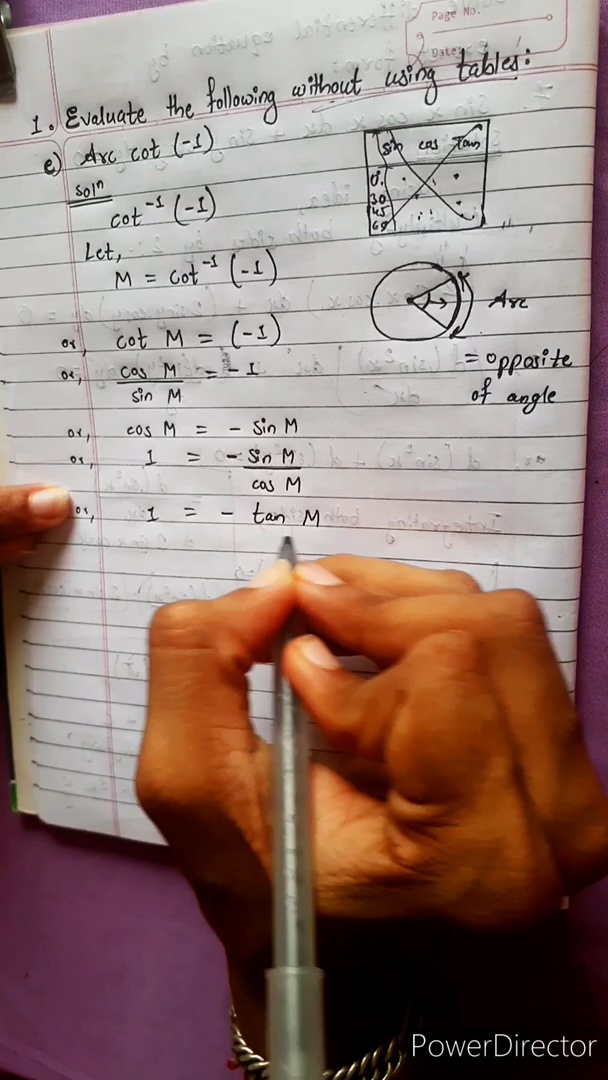 Page No.
Date:
1. Evaluate the following without using tables:
e) Arc cot (-1)
Solⁿ
cot⁻¹ (-1)
Let,
M = cot⁻¹ (-1)
or, cot M = (-1)
or, cos M / sin M = -1
or, cos M = - sin M
or, 1 = - sin M / cos M
or, 1 = - tan M
sin cos tan
0.
30
45
60
Arc
= opposite
of angle
PowerDirector